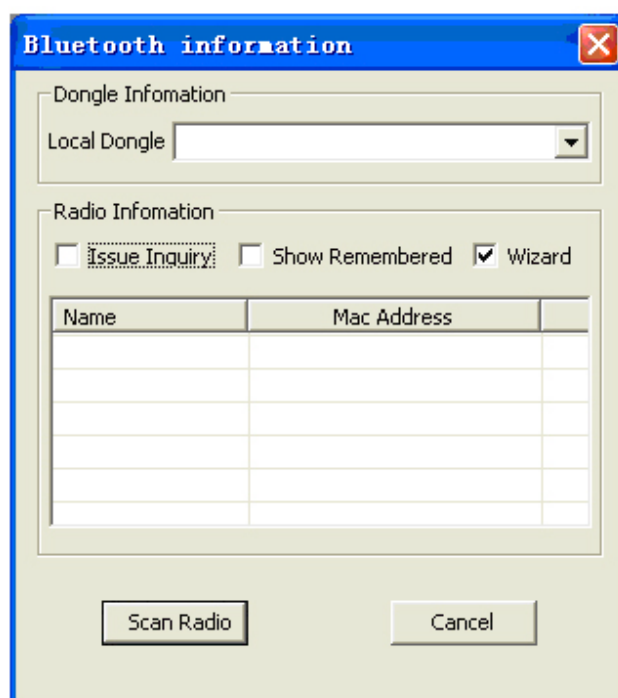 Bluetooth information
Dongle Infomation
Local Dongle
Radio Infomation
Issue Inquiry Show Remembered Wizard
Name Mac Address
Scan Radio Cancel